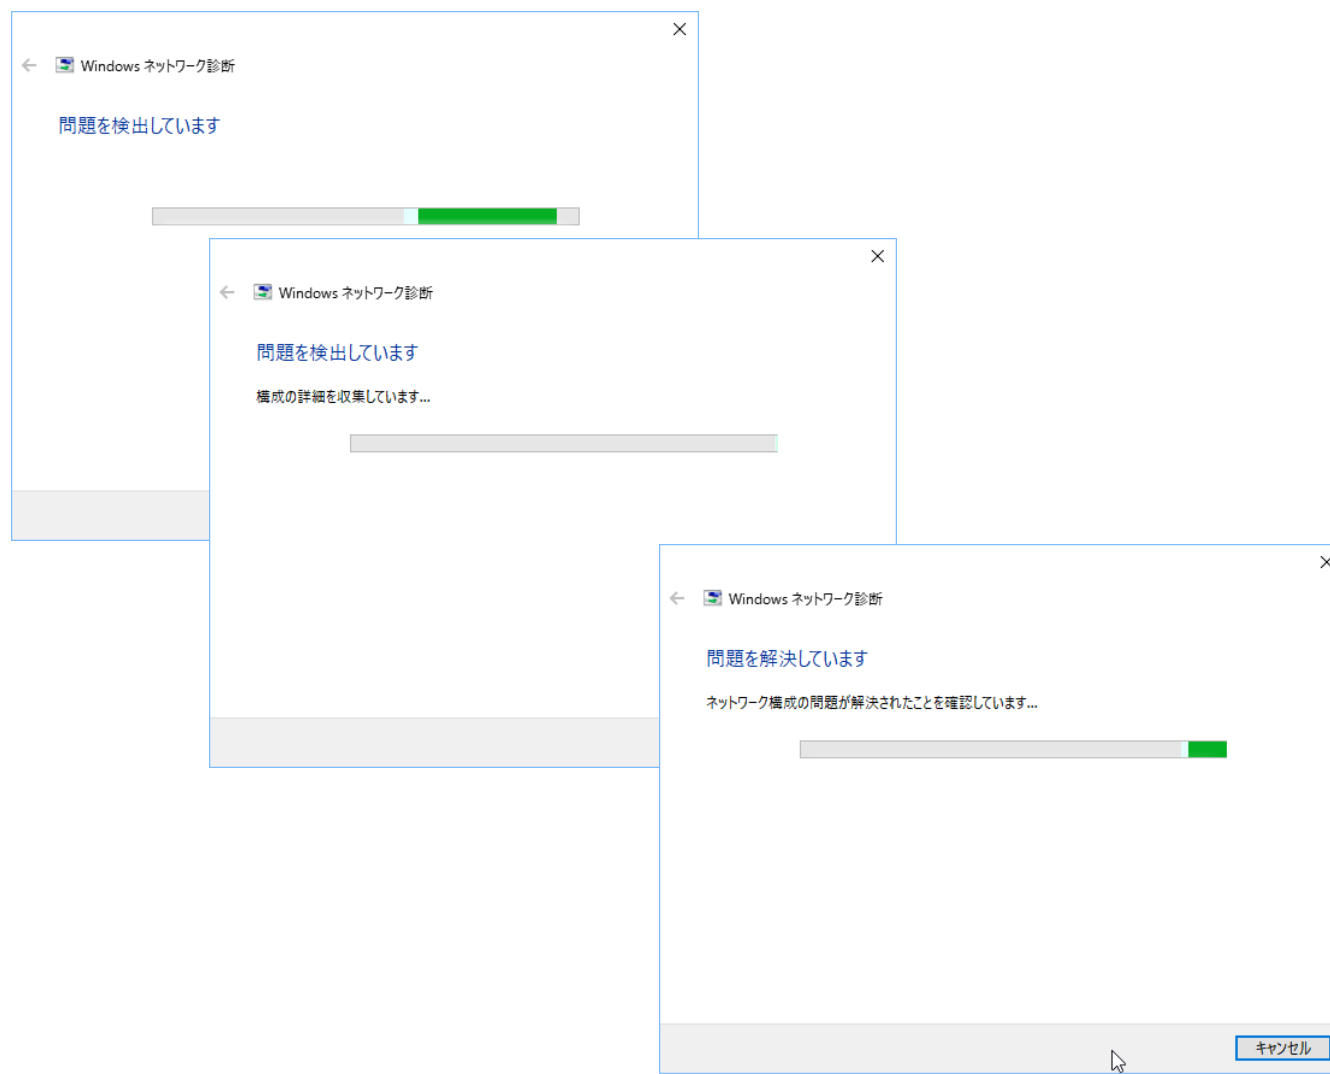 Windows ネットワーク診断
問題を検出しています
Windows ネットワーク診断
問題を検出しています
構成の詳細を収集しています...
Windows ネットワーク診断
問題を解決しています
ネットワーク構成の問題が解決されたことを確認しています...
キャンセル